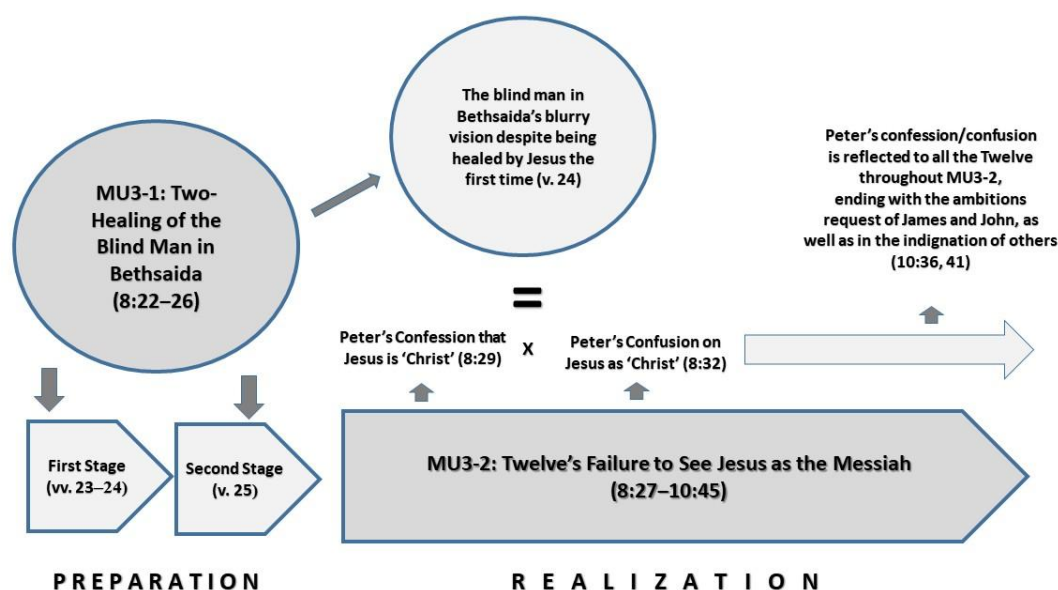 The blind man in
Bethsaida's blurry
vision despite being
healed by Jesus the
first time (v. 24)
Peter's confession/confusion
is reflected to all the Twelve
throughout MU3-2,
ending with the ambitions
request of James and John, as
well as in the indignation of others
(10:36, 41)
MU3-1: Two-
Healing of the
Blind Man in
Bethsaida
(8:22–26)
=
Peter's Confession that
Jesus is 'Christ' (8:29)
x
Peter's Confusion on
Jesus as 'Christ' (8:32)
First Stage
(vv. 23–24)
Second Stage
(v. 25)
MU3-2: Twelve's Failure to See Jesus as the Messiah
(8:27–10:45)
PREPARATION
REALIZATION